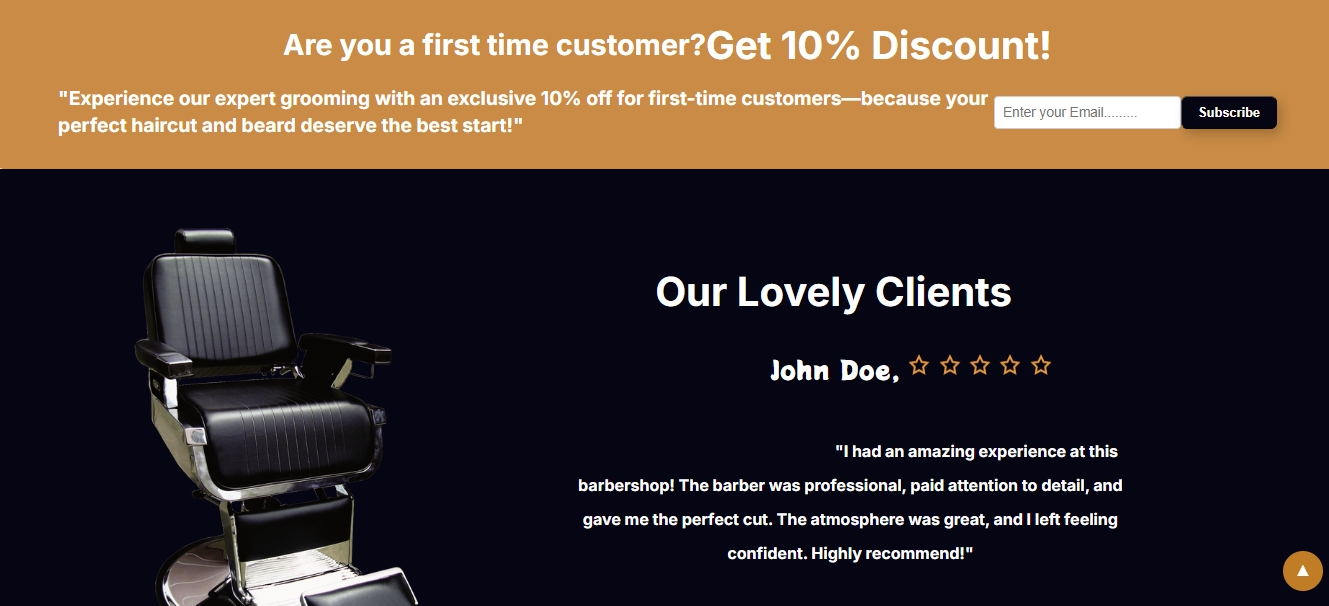 Are you a first time customer?Get 10% Discount!
"Experience our expert grooming with an exclusive 10% off for first-time customers—because your
perfect haircut and beard deserve the best start!"
Enter your Email.........
Subscribe
Our Lovely Clients
John Doe,
"I had an amazing experience at this
barbershop! The barber was professional, paid attention to detail, and
gave me the perfect cut. The atmosphere was great, and I left feeling
confident. Highly recommend!"